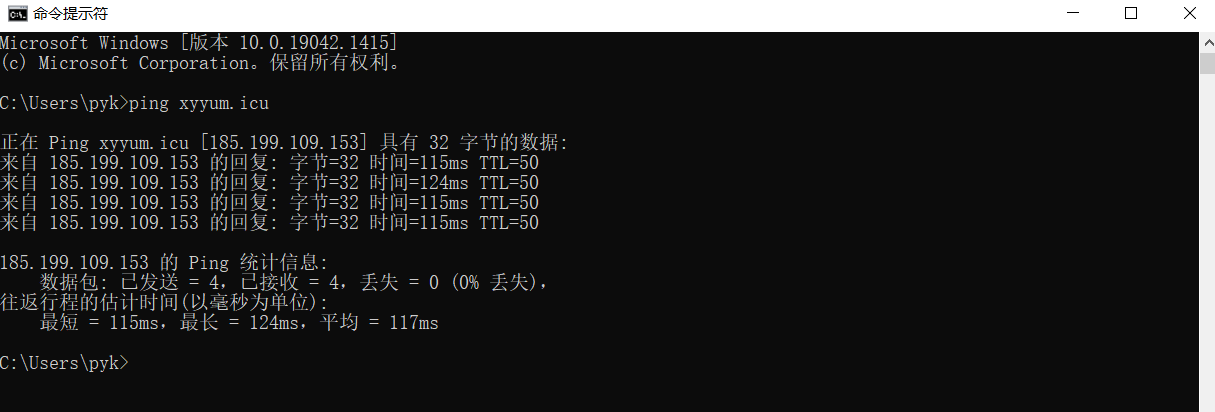 命令提示符
Microsoft Windows [版本 10.0.19042.1415]
(c) Microsoft Corporation。保留所有权利。
C:\Users\pyk>ping xyyum.icu
正在 Ping xyyum.icu [185.199.109.153] 具有 32 字节的数据:
来自 185.199.109.153 的回复: 字节=32 时间=115ms TTL=50
来自 185.199.109.153 的回复: 字节=32 时间=124ms TTL=50
来自 185.199.109.153 的回复: 字节=32 时间=115ms TTL=50
来自 185.199.109.153 的回复: 字节=32 时间=115ms TTL=50
185.199.109.153 的 Ping 统计信息:
数据包: 已发送 = 4，已接收 = 4，丢失 = 0 (0% 丢失)，
往返行程的估计时间(以毫秒为单位):
最短 = 115ms，最长 = 124ms，平均 = 117ms
C:\Users\pyk>